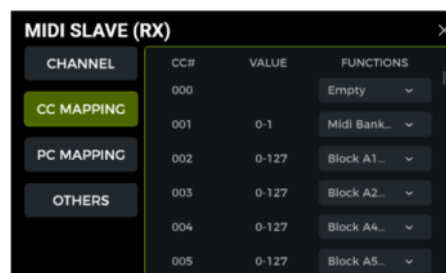 MIDI SLAVE (RX)
CHANNEL
CC MAPPING
PC MAPPING
OTHERS
CC# VALUE FUNCTIONS
000 Empty
001 0-1 Midi Bank...
002 0-127 Block A1...
003 0-127 Block A2...
004 0-127 Block A4...
005 0-127 Block A5...